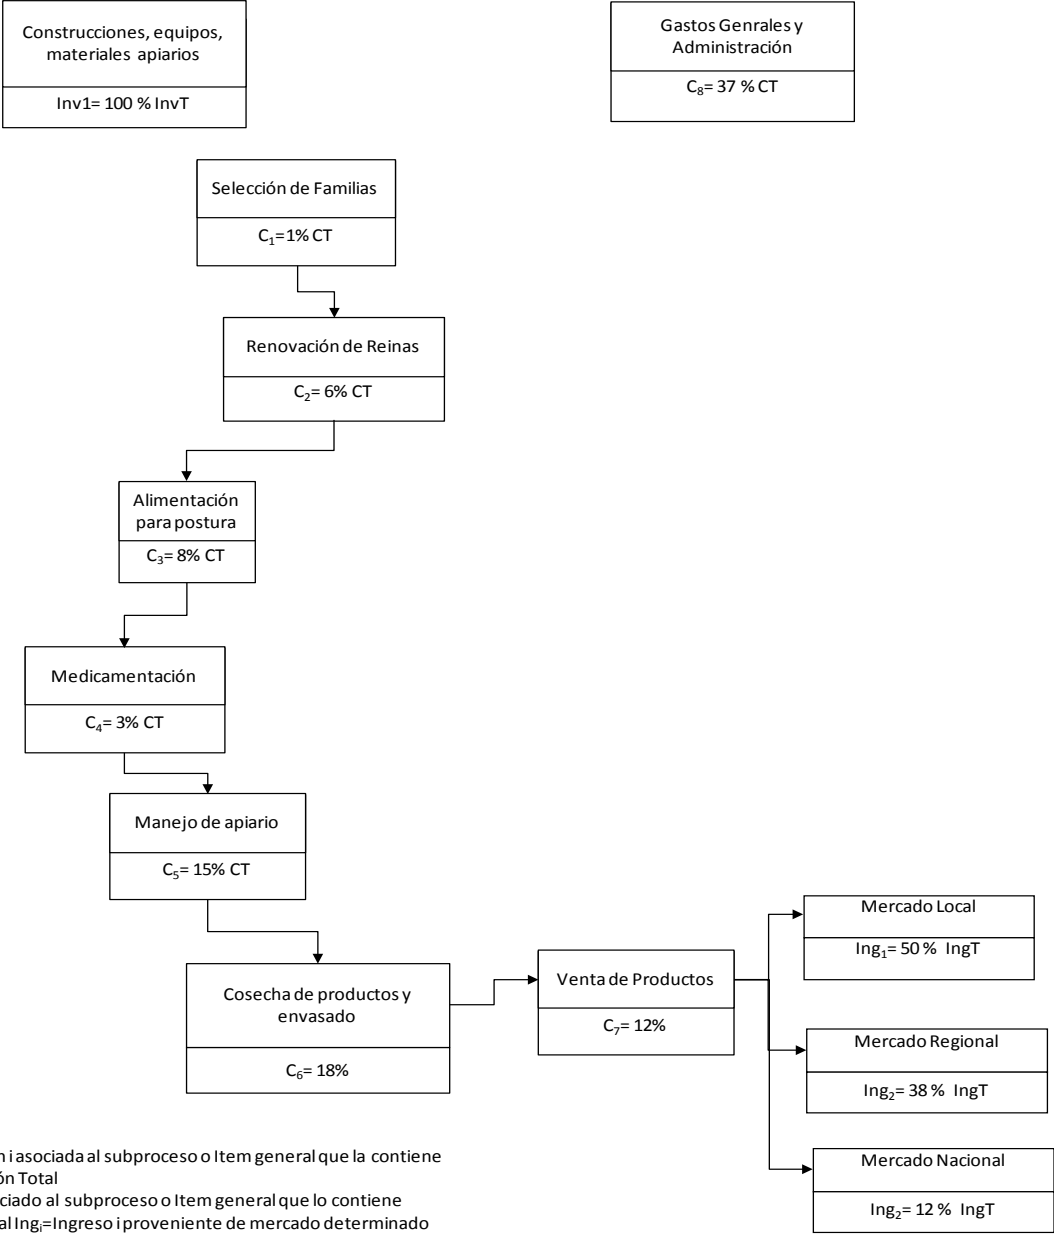 Construcciones, equipos,
materiales apiarios
Inv1= 100 % InvT
Gastos Genrales y
Administración
C₈= 37 % CT
Selección de Familias
C₁=1% CT
Renovación de Reinas
C₂= 6% CT
Alimentación
para postura
C₃= 8% CT
Medicamentación
C₄= 3% CT
Manejo de apiario
C₅= 15% CT
Cosecha de productos y
envasado
C₆= 18%
Venta de Productos
C₇= 12%
Mercado Local
Ing₁= 50 % IngT
Mercado Regional
Ing₂= 38 % IngT
Mercado Nacional
Ing₂= 12 % IngT
i asociada al subproceso o Item general que la contiene
Total
al subproceso o Item general que lo contiene
Ingᵢ=Ingreso i proveniente de mercado determinado